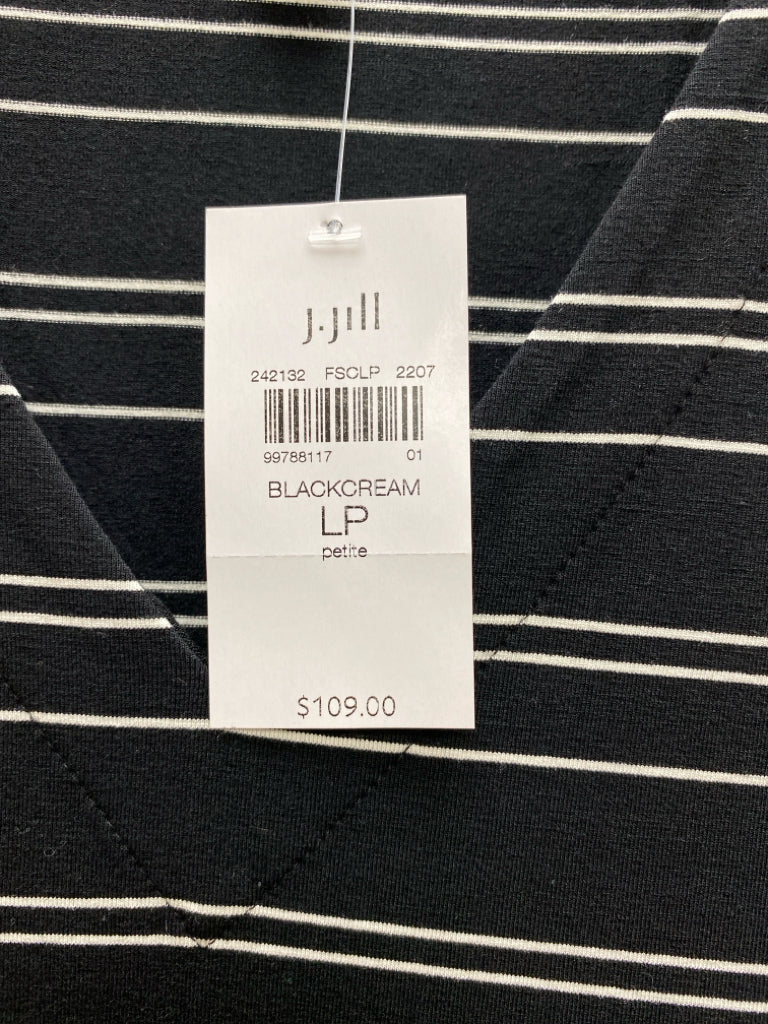 J.Jill
242132 FSCLP 2207
99788117 01
BLACKCREAM
LP
petite
$109.00